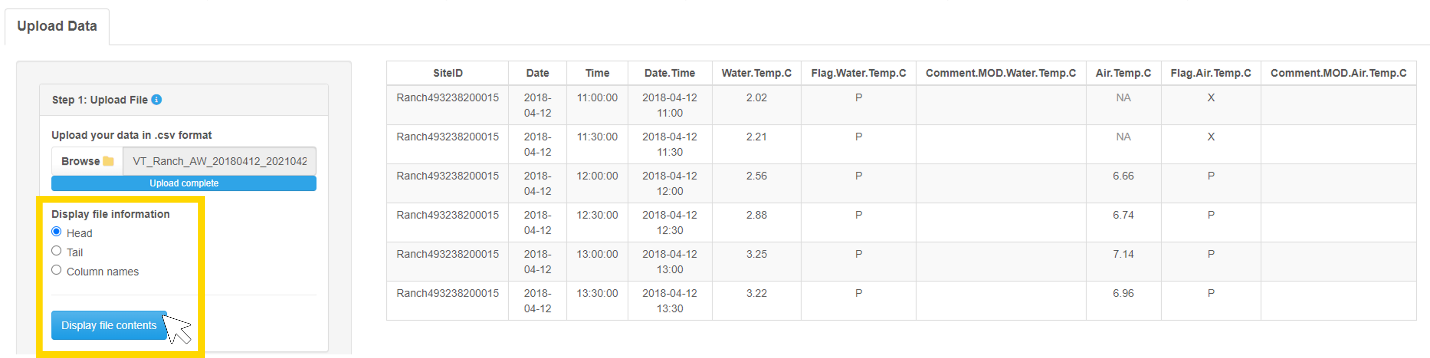 Upload Data
Step 1: Upload File
Upload your data in .csv format
Browse VT_Ranch_AW_20180412_2021042
Upload complete
Display file information
Head
Tail
Column names
Display file contents
SiteID Date Time Date.Time Water.Temp.C Flag.Water.Temp.C Comment.MOD.Water.Temp.C Air.Temp.C Flag.Air.Temp.C Comment.MOD.Air.Temp.C
Ranch493238200015 2018- 11:00:00 2018-04-12 2.02 P NA X
04-12 11:00
Ranch493238200015 2018- 11:30:00 2018-04-12 2.21 P NA X
04-12 11:30
Ranch493238200015 2018- 12:00:00 2018-04-12 2.56 P 6.66 P
04-12 12:00
Ranch493238200015 2018- 12:30:00 2018-04-12 2.88 P 6.74 P
04-12 12:30
Ranch493238200015 2018- 13:00:00 2018-04-12 3.25 P 7.14 P
04-12 13:00
Ranch493238200015 2018- 13:30:00 2018-04-12 3.22 P 6.96 P
04-12 13:30